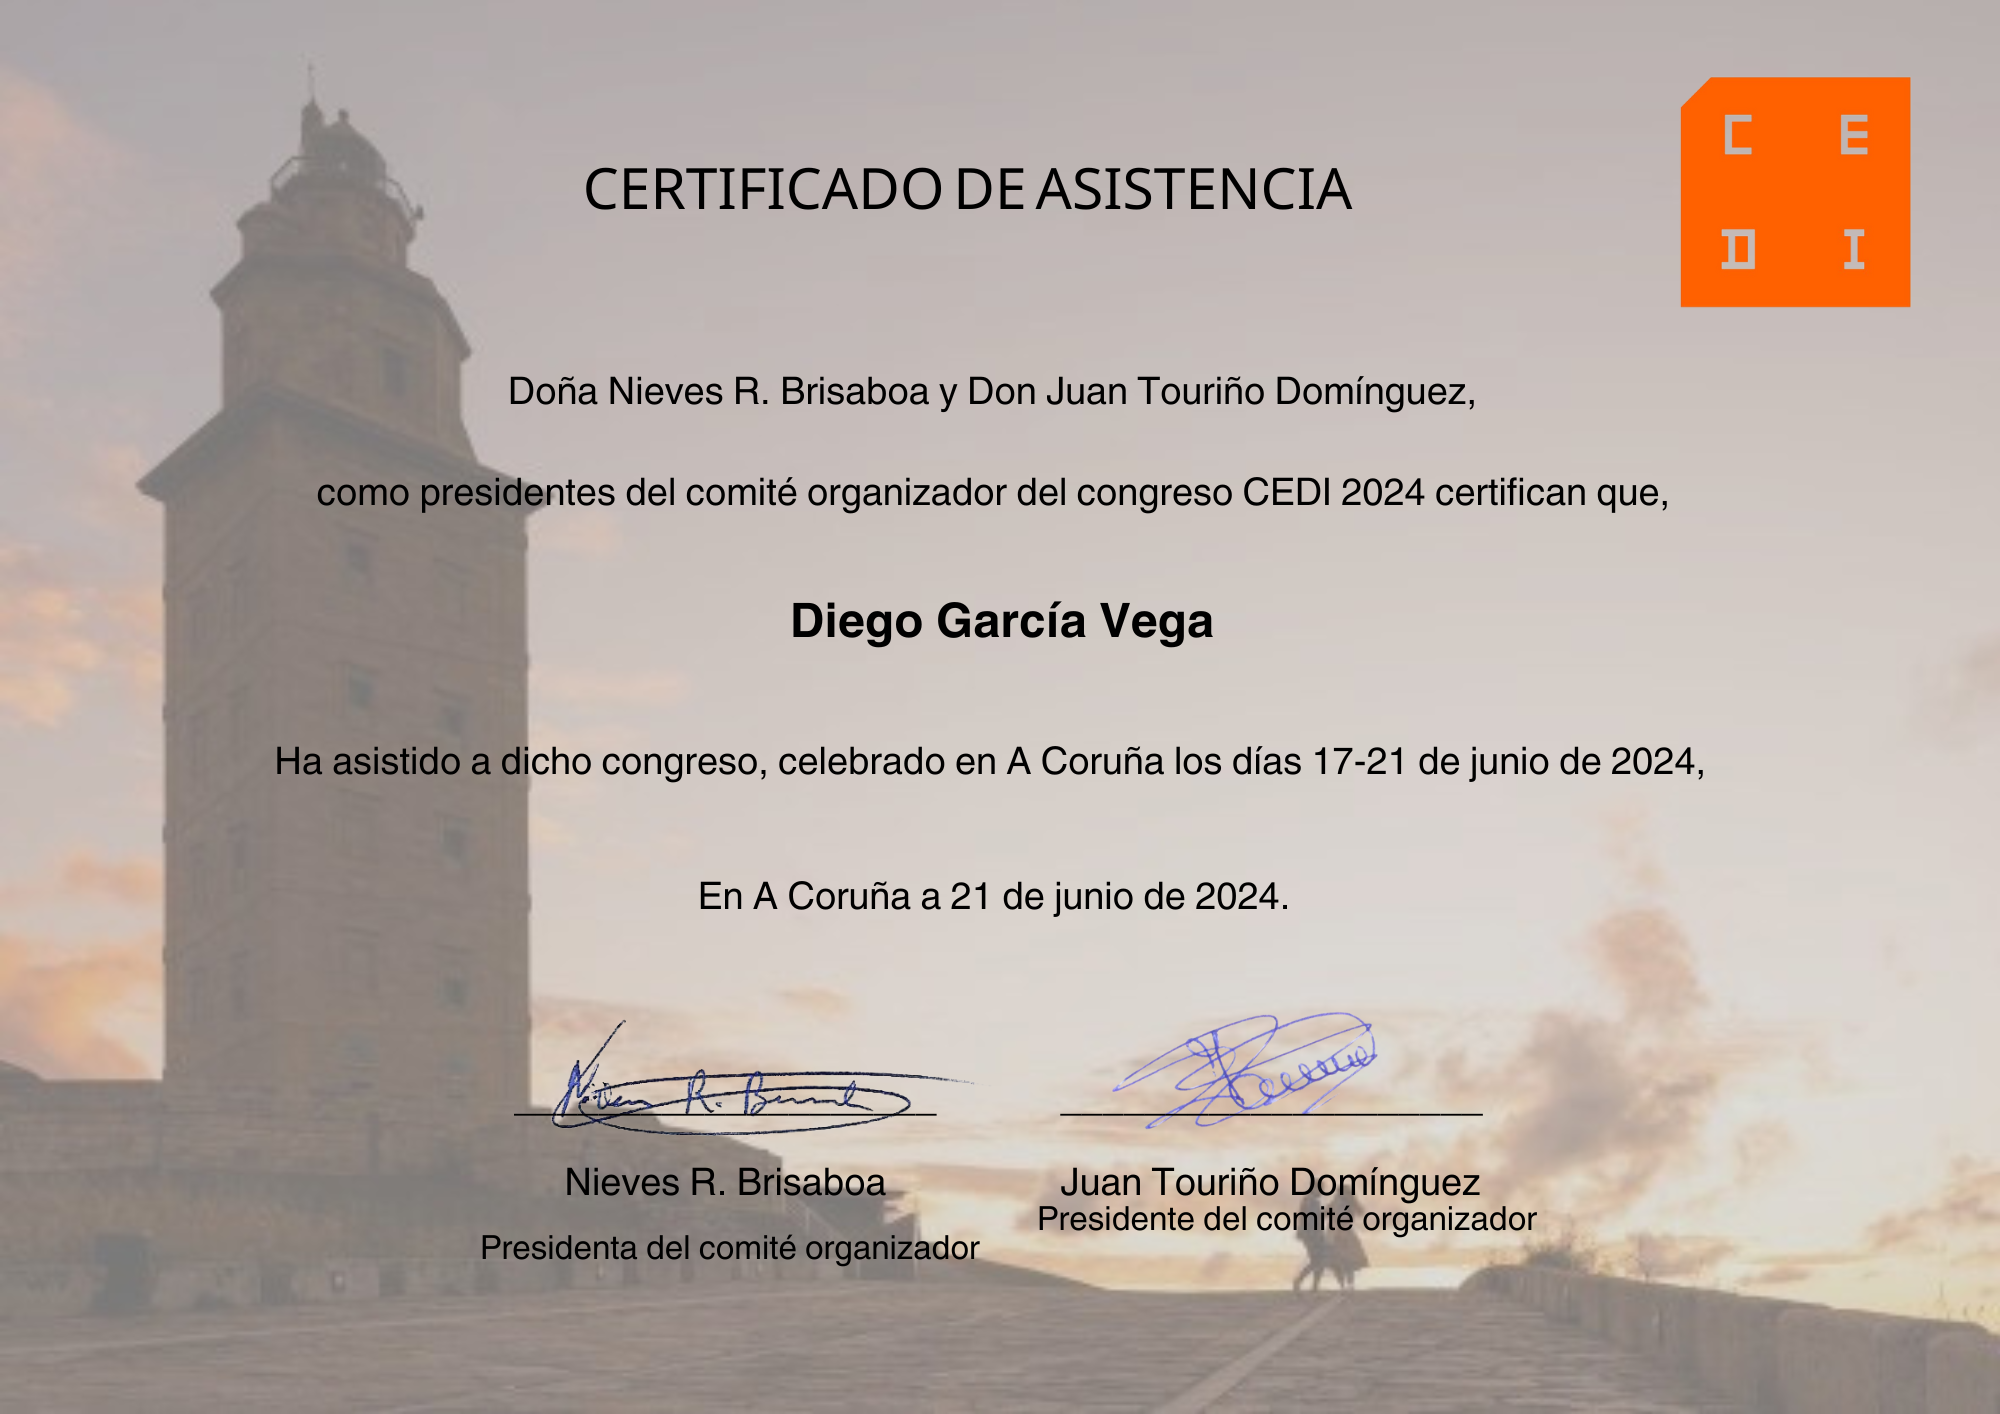 CERTIFICADO DE ASISTENCIA
C E
D I
Doña Nieves R. Brisaboa y Don Juan Touriño Domínguez,
como presidentes del comité organizador del congreso CEDI 2024 certifican que,
Diego García Vega
Ha asistido a dicho congreso, celebrado en A Coruña los días 17-21 de junio de 2024,
En A Coruña a 21 de junio de 2024.
Nieves R. Brisaboa
Presidenta del comité organizador
Juan Touriño Domínguez
Presidente del comité organizador